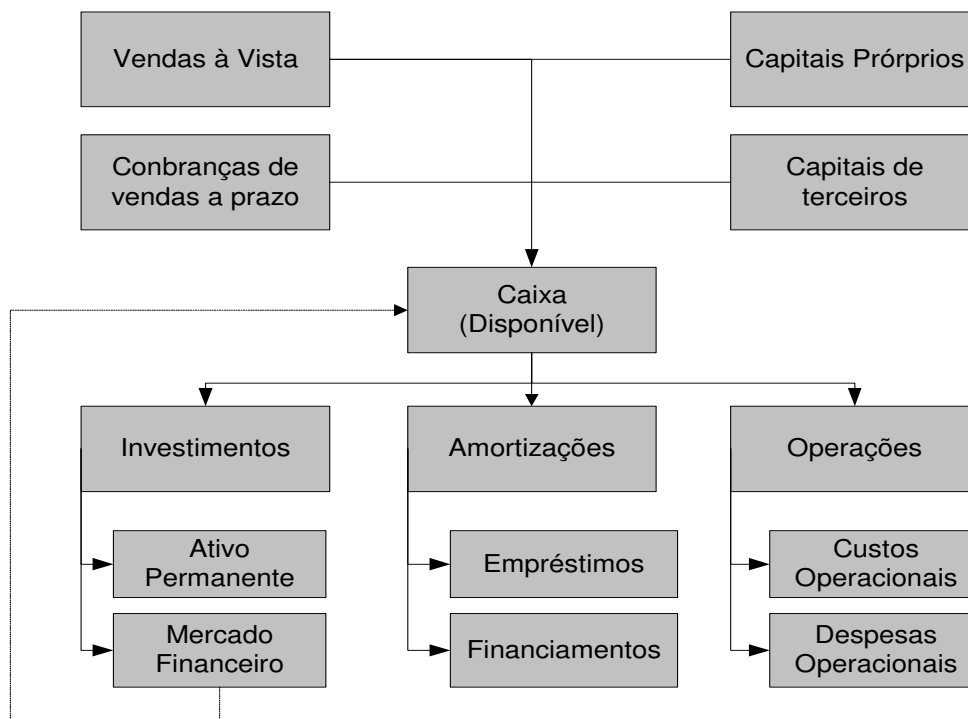 Vendas à Vista
Capitais Prórprios
Conbranças de
vendas a prazo
Capitais de
terceiros
Caixa
(Disponível)
Investimentos
Amortizações
Operações
Ativo
Permanente
Empréstimos
Custos
Operacionais
Mercado
Financeiro
Financiamentos
Despesas
Operacionais